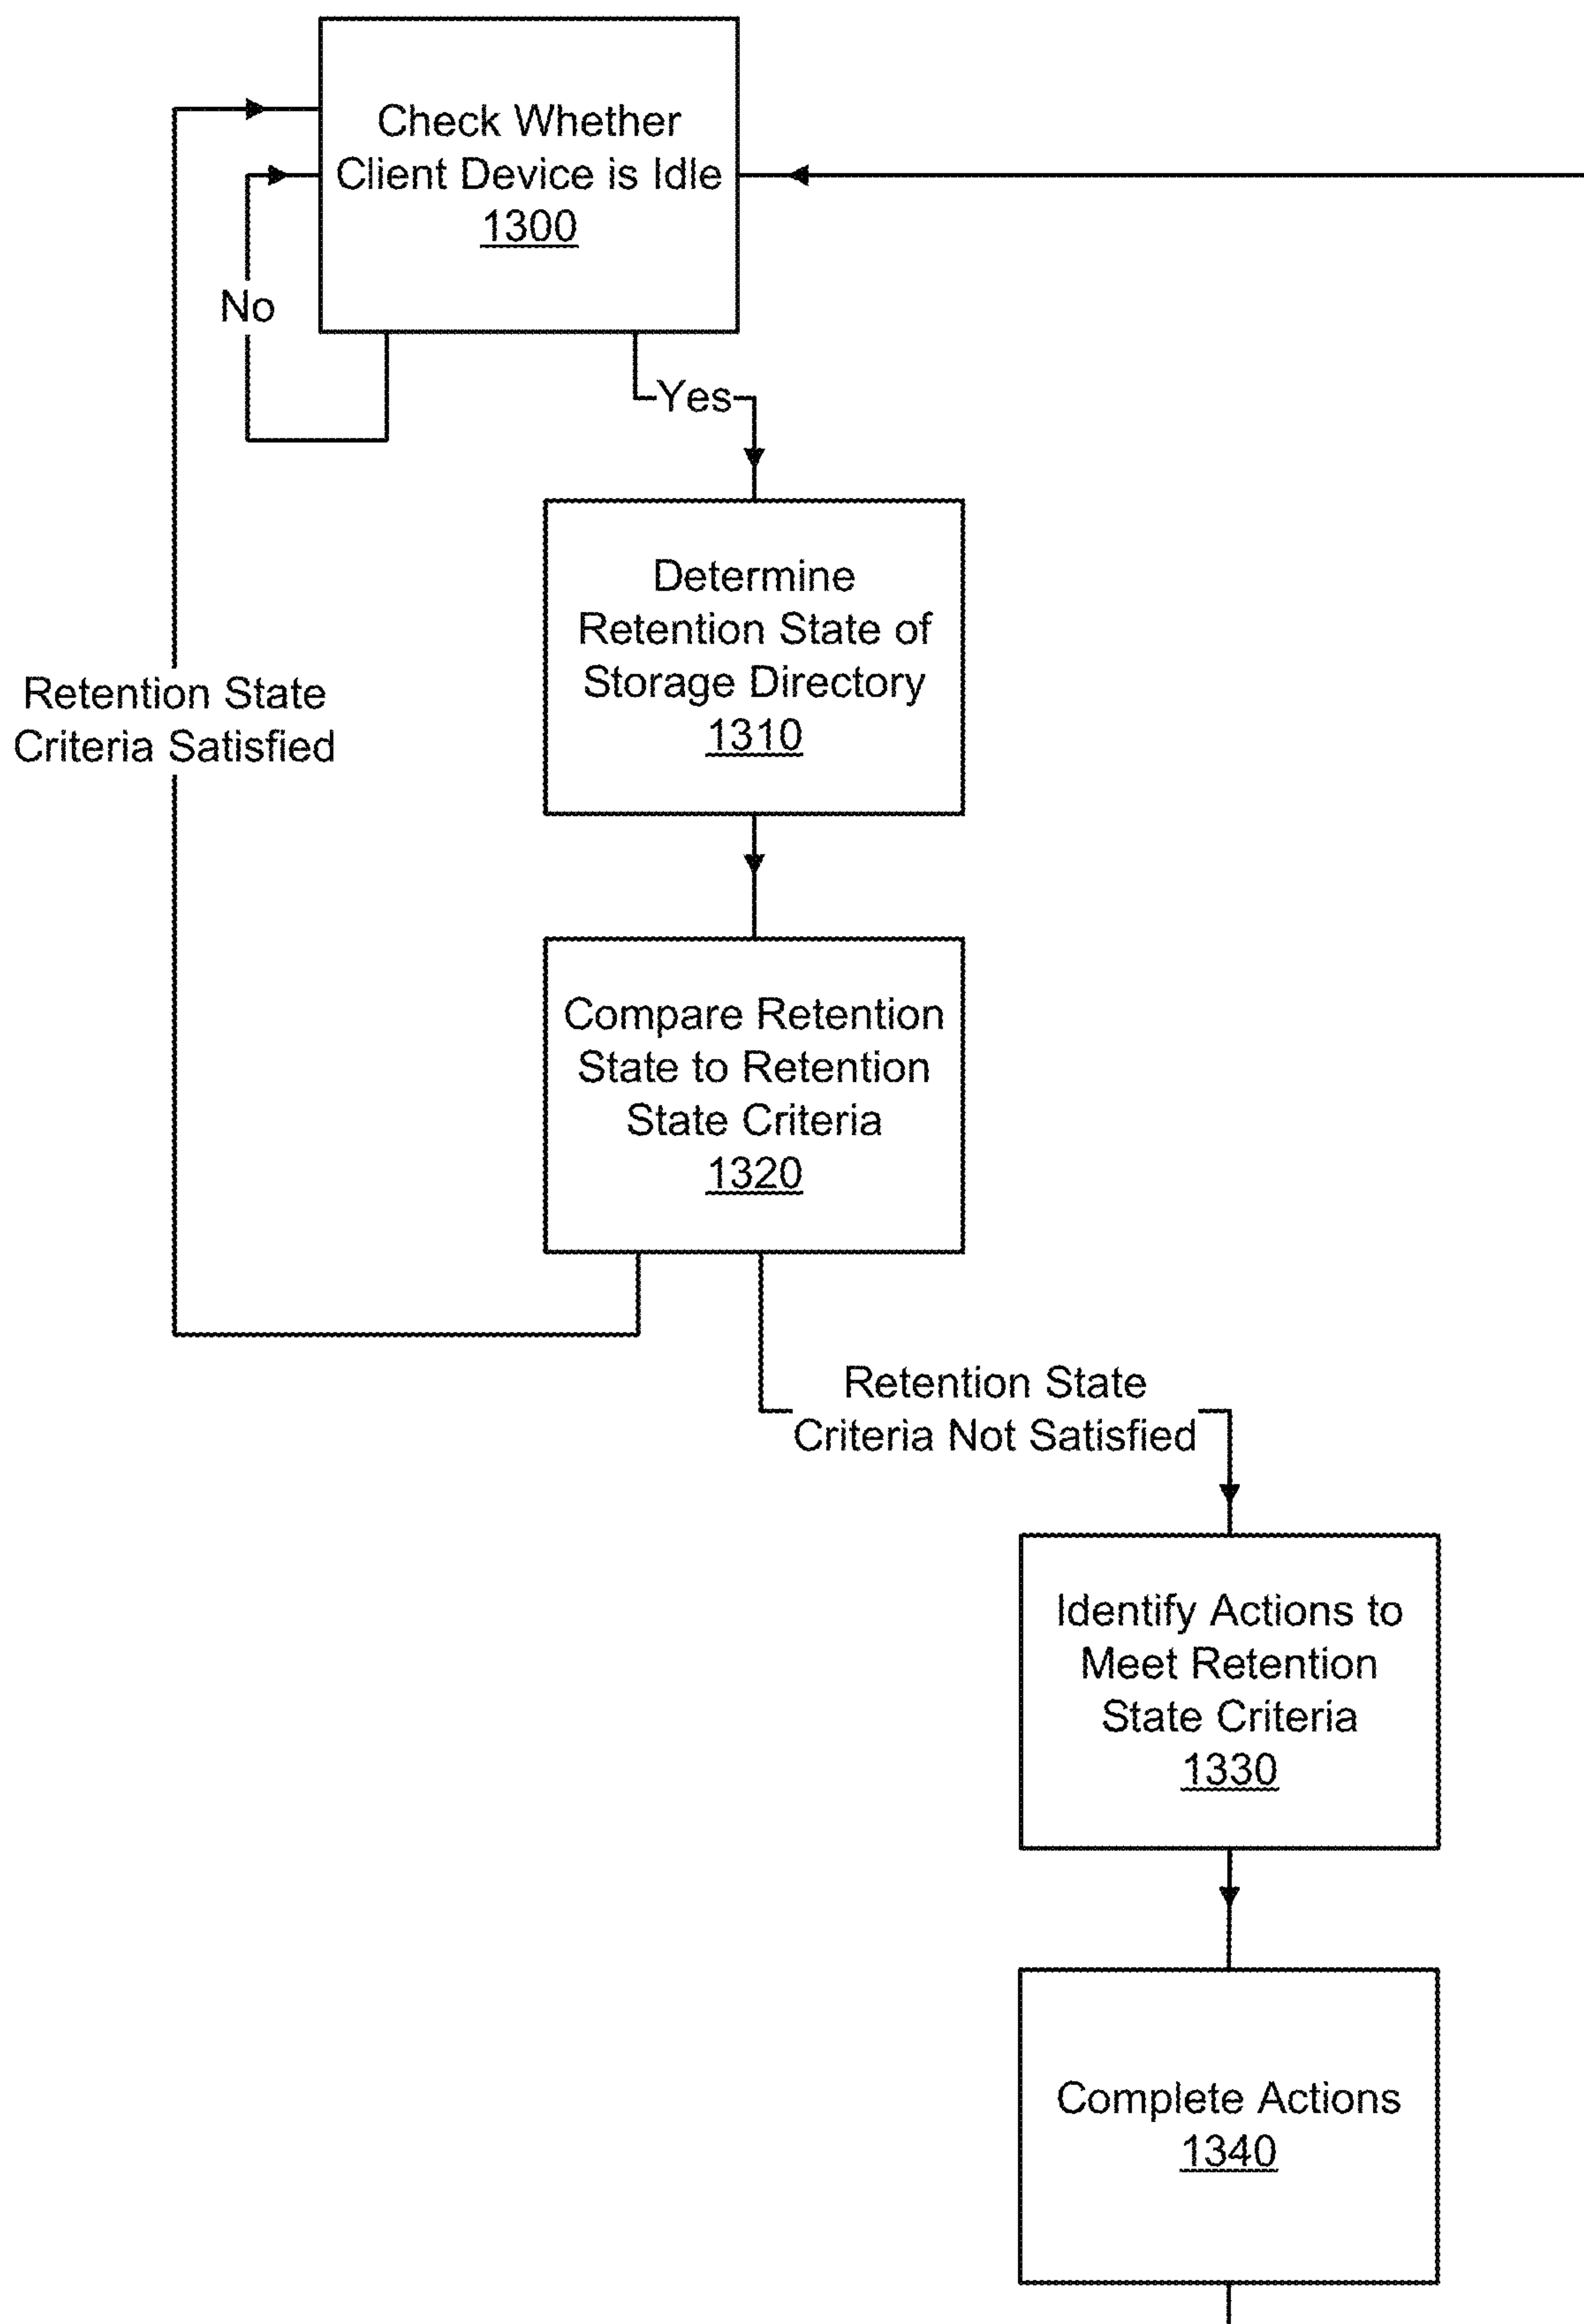 Check Whether
Client Device is Idle
1300
No
Yes
Determine
Retention State of
Storage Directory
1310
Retention State
Criteria Satisfied
Compare Retention
State to Retention
State Criteria
1320
Retention State
Criteria Not Satisfied
Identify Actions to
Meet Retention
State Criteria
1330
Complete Actions
1340